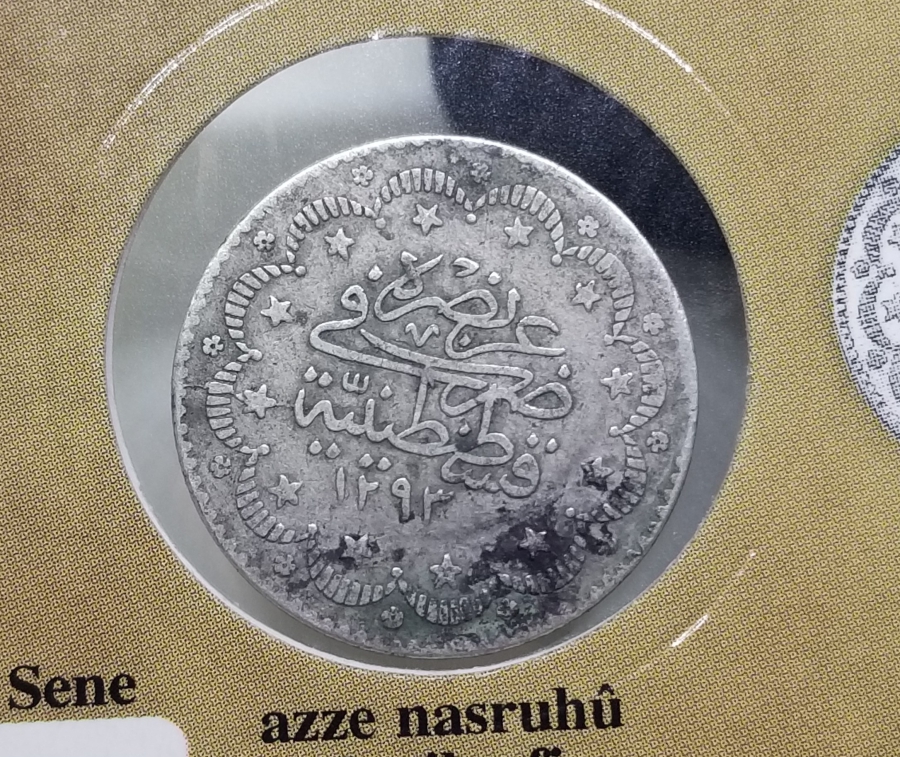 عز نصره
ضرب في
قسطنطينية
١٢٩٣
Sene
azze nasruhû